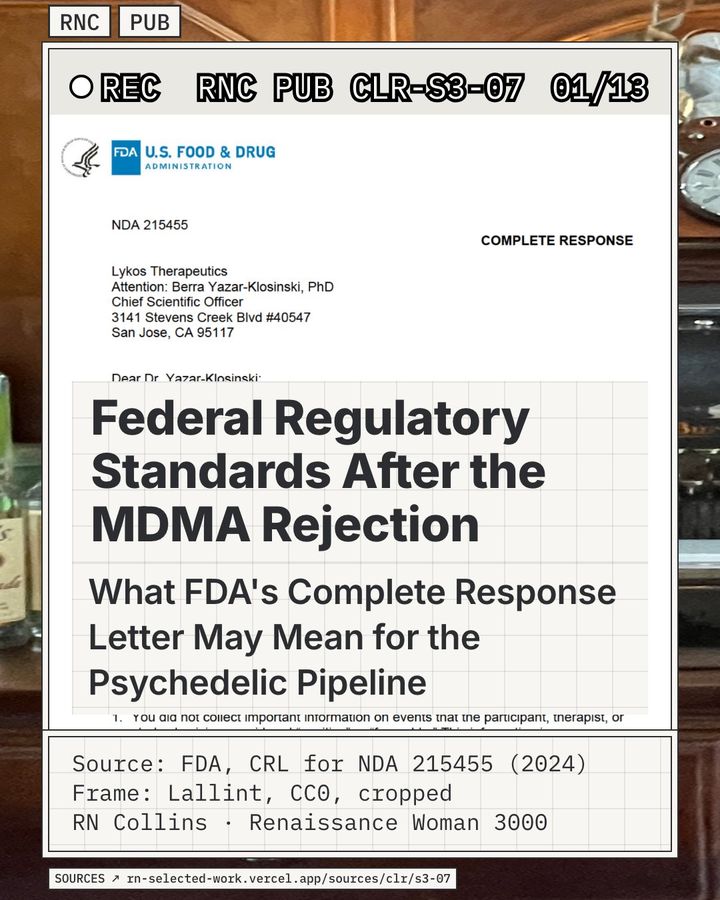 RNC PUB
REC RNC PUB CLR-S3-07 01/13
FDA U.S. FOOD & DRUG
ADMINISTRATION
NDA 215455
COMPLETE RESPONSE
Lykos Therapeutics
Attention: Berra Yazar-Klosinski, PhD
Chief Scientific Officer
3141 Stevens Creek Blvd #40547
San Jose, CA 95117
Dear Dr. Yazar-Klosinski:
Federal Regulatory
Standards After the
MDMA Rejection
What FDA's Complete Response
Letter May Mean for the
Psychedelic Pipeline
1. You did not collect important information on events that the participant, therapist, or
Source: FDA, CRL for NDA 215455 (2024)
Frame: Lallint, CC0, cropped
RN Collins · Renaissance Woman 3000
SOURCES ↗ rn-selected-work.vercel.app/sources/clr/s3-07